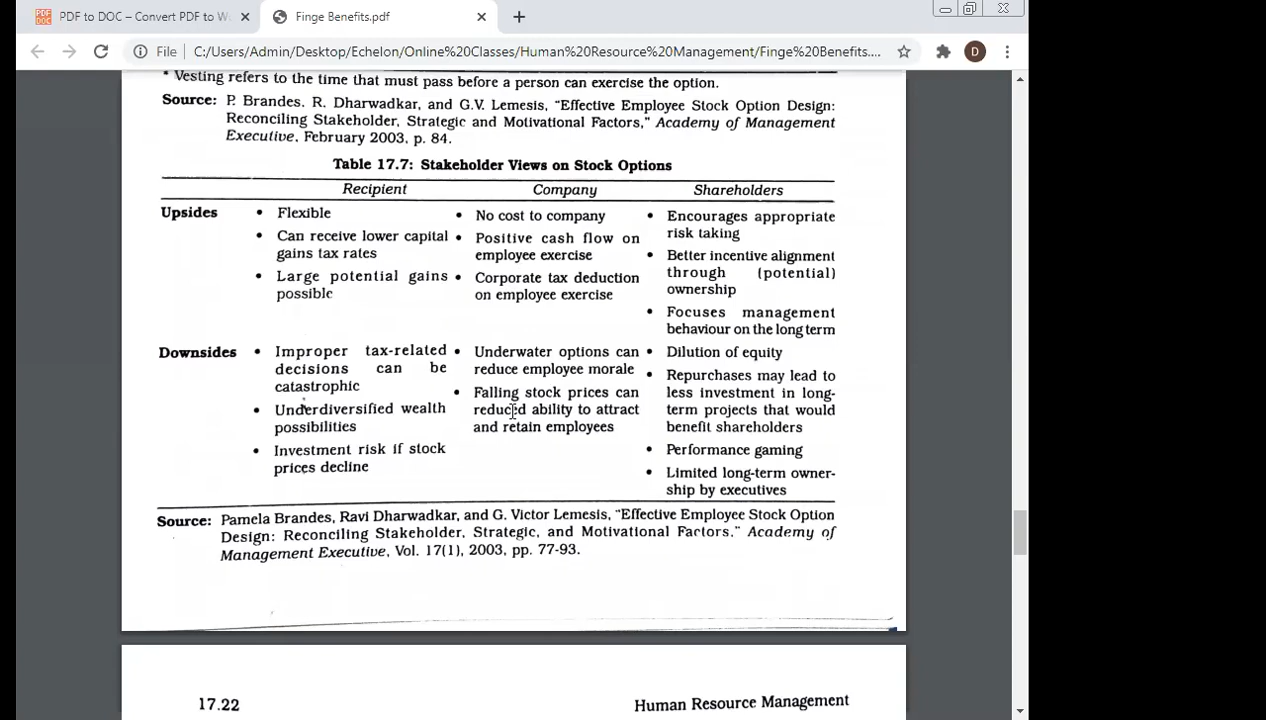 PDF to DOC – Convert PDF to W
Finge Benefits.pdf
File
C:/Users/Admin/Desktop/Echelon/Online%20Classes/Human%20Resource%20Management/Finge%20Benefits....
D
* Vesting refers to the time that must pass before a person can exercise the option.
Source: P. Brandes. R. Dharwadkar, and G.V. Lemesis, "Effective Employee Stock Option Design:
Reconciling Stakeholder, Strategic and Motivational Factors," Academy of Management
Executive, February 2003, p. 84.
Table 17.7: Stakeholder Views on Stock Options
Recipient Company Shareholders
Upsides
• Flexible
• Can receive lower capital
gains tax rates
• Large potential gains
possible
• No cost to company
• Positive cash flow on
employee exercise
• Corporate tax deduction
on employee exercise
• Encourages appropriate
risk taking
• Better incentive alignment
through (potential)
ownership
• Focuses management
behaviour on the long term
Downsides
• Improper tax-related
decisions can be
catastrophic
• Underdiversified wealth
possibilities
• Investment risk if stock
prices decline
• Underwater options can
reduce employee morale
• Falling stock prices can
reduced ability to attract
and retain employees
• Dilution of equity
• Repurchases may lead to
less investment in long-
term projects that would
benefit shareholders
• Performance gaming
• Limited long-term owner-
ship by executives
Source: Pamela Brandes, Ravi Dharwadkar, and G. Victor Lemesis, "Effective Employee Stock Option
Design: Reconciling Stakeholder, Strategic, and Motivational Factors," Academy of
Management Executive, Vol. 17(1), 2003, pp. 77-93.
17.22
Human Resource Management